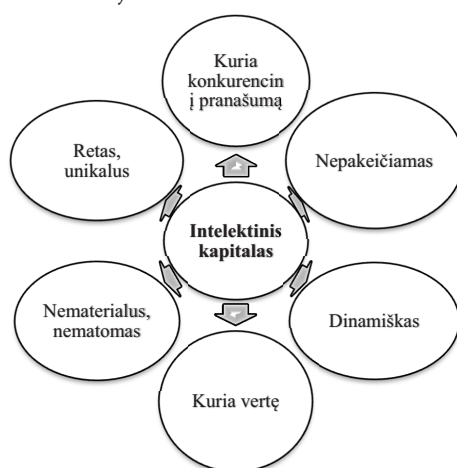 Kuria
konkurencin
į pranašumą
Retas,
unikalus
Nepakeičiamas
Intelektinis
kapitalas
Nematerialus,
nematomas
Dinamiškas
Kuria vertę